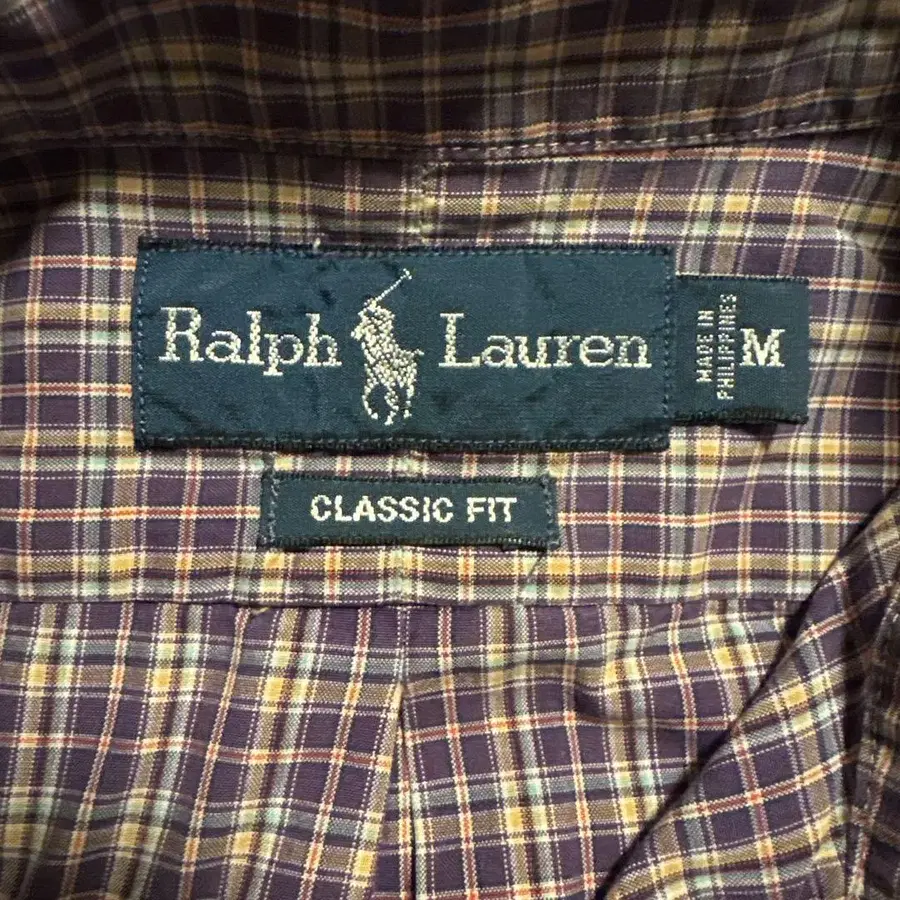 Ralph Lauren
MADE IN
PHILIPPINES
M
CLASSIC FIT